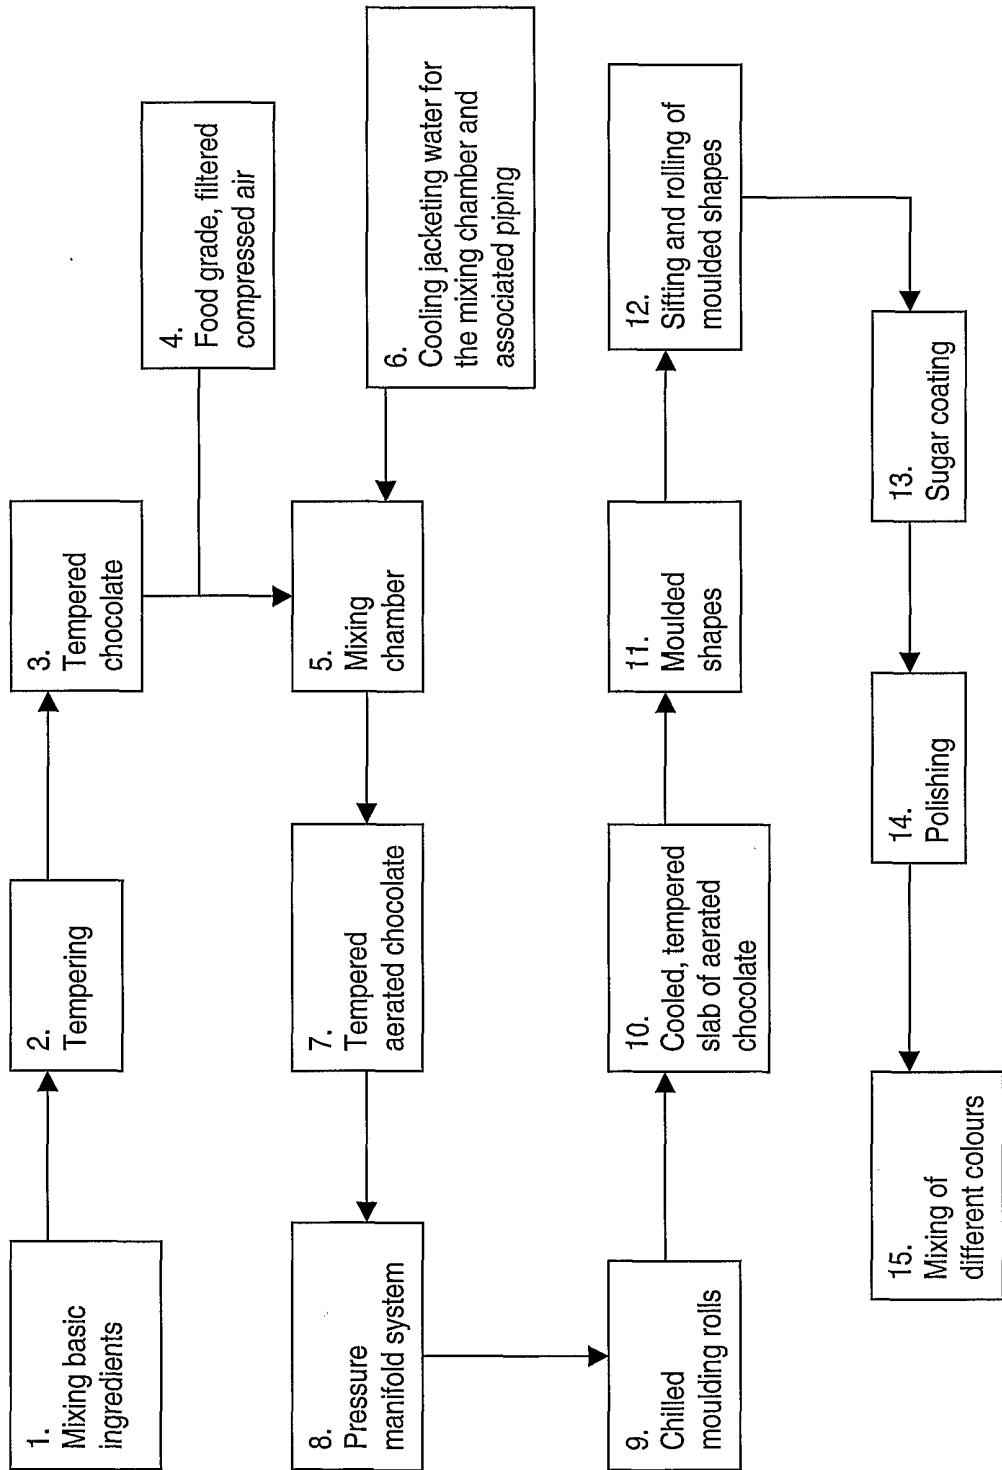 1.
Mixing basic
ingredients
2.
Tempering
3.
Tempered
chocolate
4.
Food grade, filtered
compressed air
5.
Mixing
chamber
6.
Cooling jacketing water for
the mixing chamber and
associated piping
7.
Tempered
aerated chocolate
8.
Pressure
manifold system
9.
Chilled
moulding rolls
10.
Cooled, tempered
slab of aerated
chocolate
11.
Moulded
shapes
12.
Sifting and rolling of
moulded shapes
13.
Sugar coating
14.
Polishing
15.
Mixing of
different colours